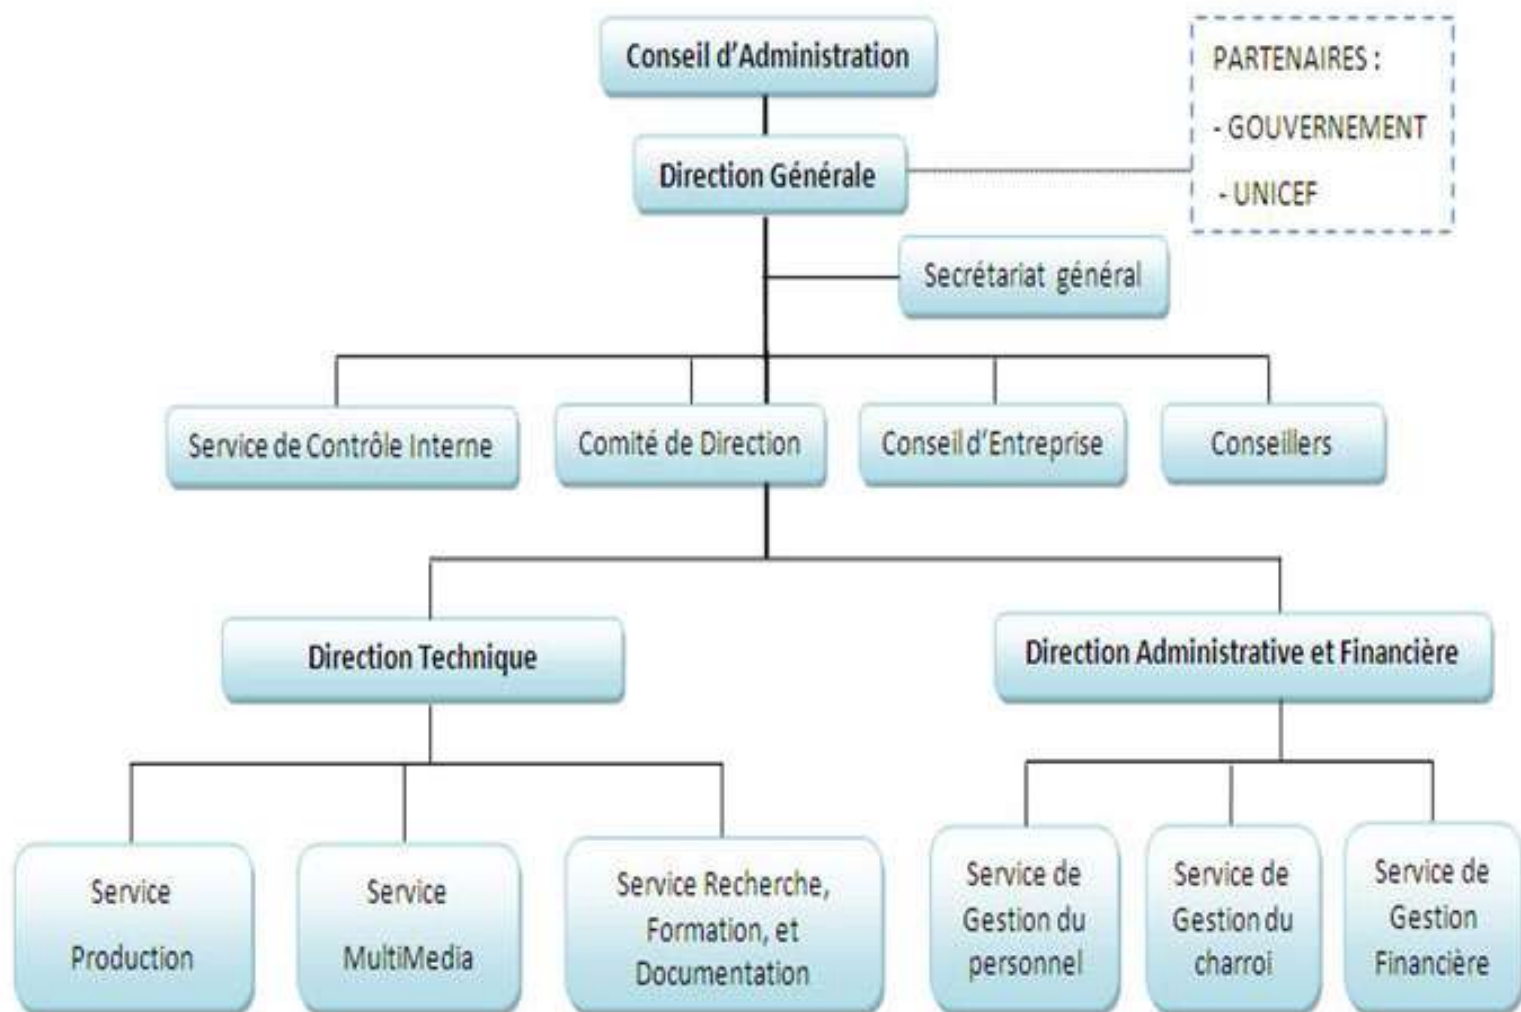 Conseil d'Administration
PARTENAIRES :
- GOUVERNEMENT
- UNICEF
Direction Générale
Secrétariat général
Service de Contrôle Interne
Comité de Direction
Conseil d'Entreprise
Conseillers
Direction Technique
Direction Administrative et Financière
Service
Production
Service
MultiMedia
Service Recherche,
Formation, et
Documentation
Service de
Gestion du
personnel
Service de
Gestion du
charroi
Service de
Gestion
Financière